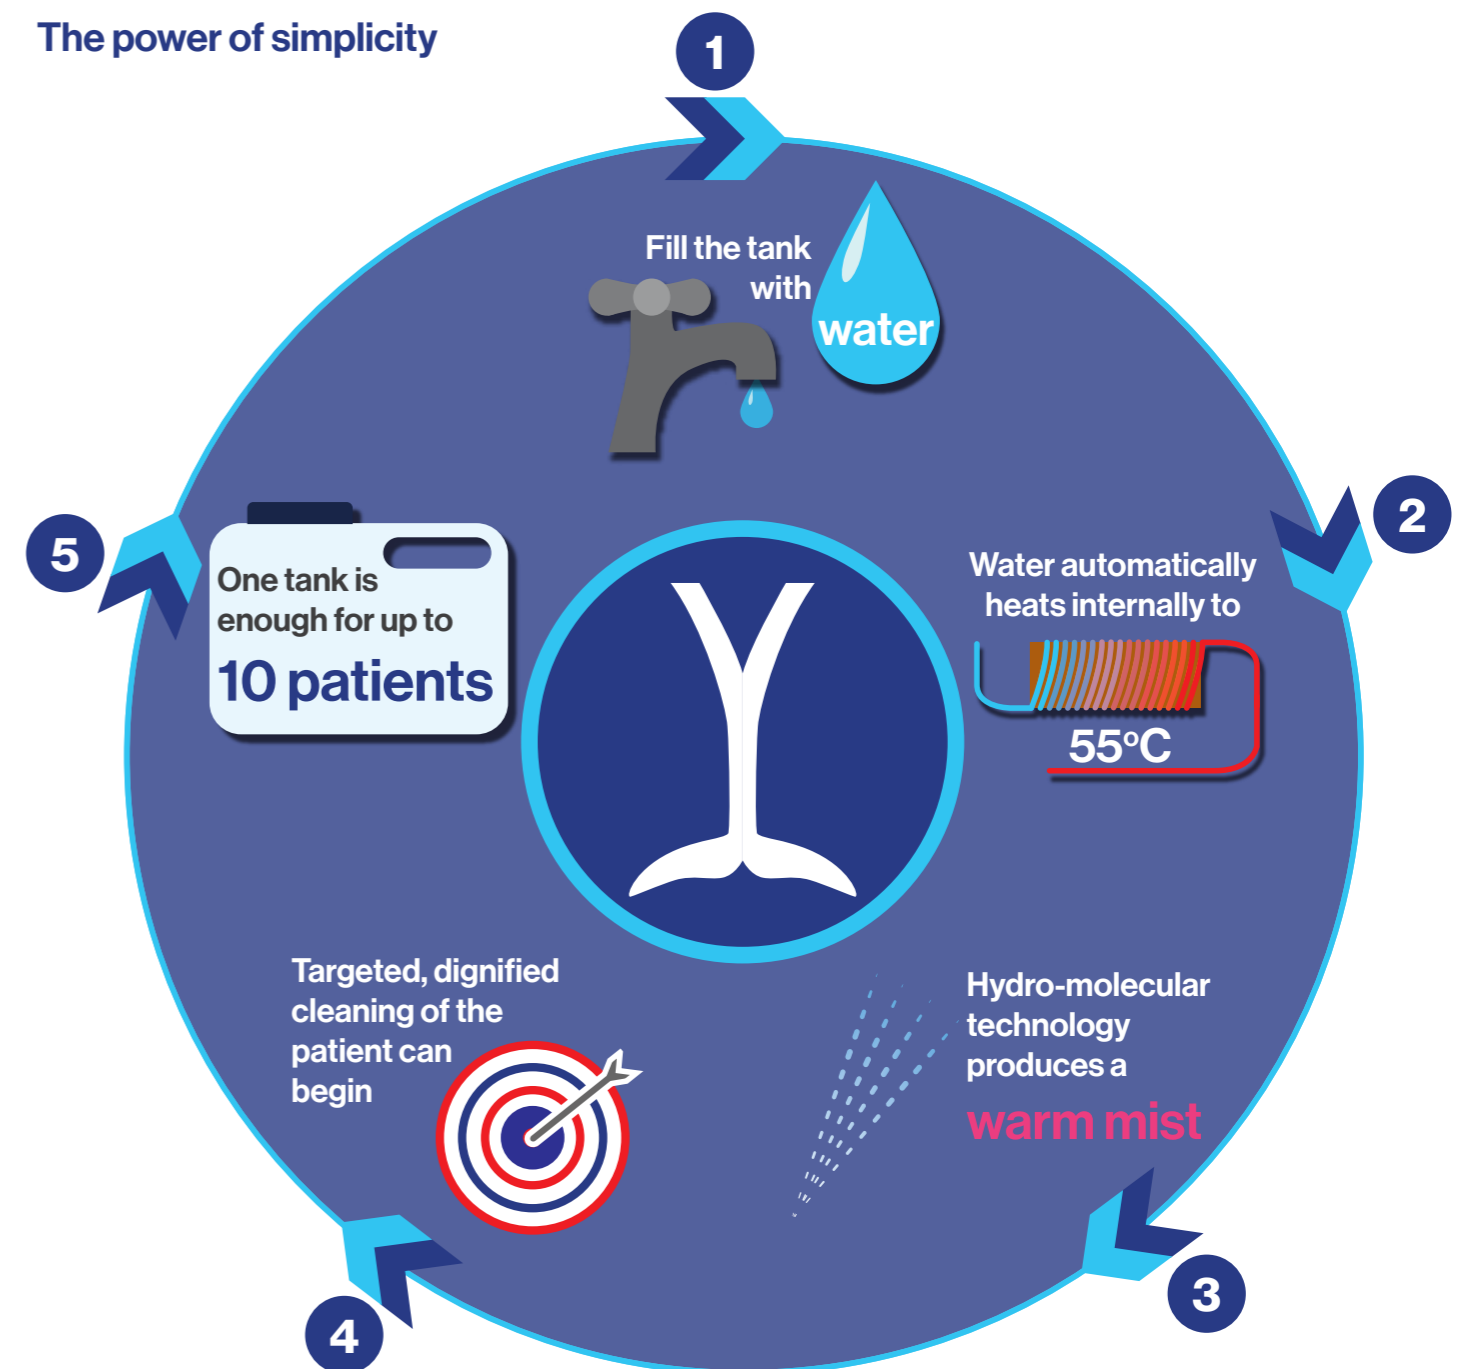 The power of simplicity
1
Fill the tank
with
water
2
Water automatically
heats internally to
55ºC
3
Hydro-molecular
technology
produces a
warm mist
4
Targeted, dignified
cleaning of the
patient can
begin
5
One tank is
enough for up to
10 patients